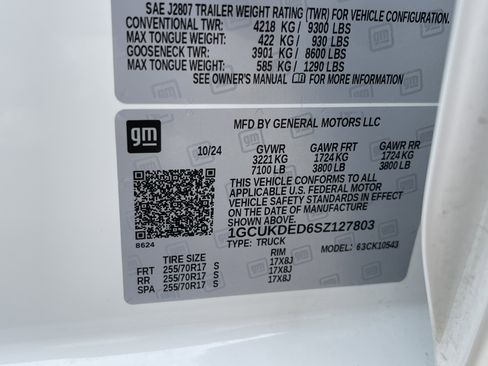 SAE J2807 TRAILER WEIGHT RATING (TWR) FOR VEHICLE CONFIGURATION.
CONVENTIONAL TWR: 4218 KG / 9300 LBS
MAX TONGUE WT: 422 KG / 930 LBS
GOOSENECK TWR: 3901 KG / 8600 LBS
MAX TONGUE WT: 585 KG / 1290 LBS
SEE OWNER'S MANUAL FOR MORE INFORMATION
gm
MFD BY GENERAL MOTORS LLC
10/24 GVWR GAWR FRT GAWR RR
3221 KG 1724 KG 1724 KG
7100 LB 3800 LB 3800 LB
THIS VEHICLE CONFORMS TO ALL
APPLICABLE U.S. FEDERAL MOTOR
VEHICLE SAFETY STANDARDS IN
EFFECT ON THE DATE OF
MANUFACTURE SHOWN ABOVE.
1GCUKDED6SZ127803
8624
TYPE: TRUCK MODEL: 63CK10543
TIRE SIZE RIM
FRT 255/70R17 S 17X8J
RR 255/70R17 S 17X8J
SPA 255/70R17 S 17X8J